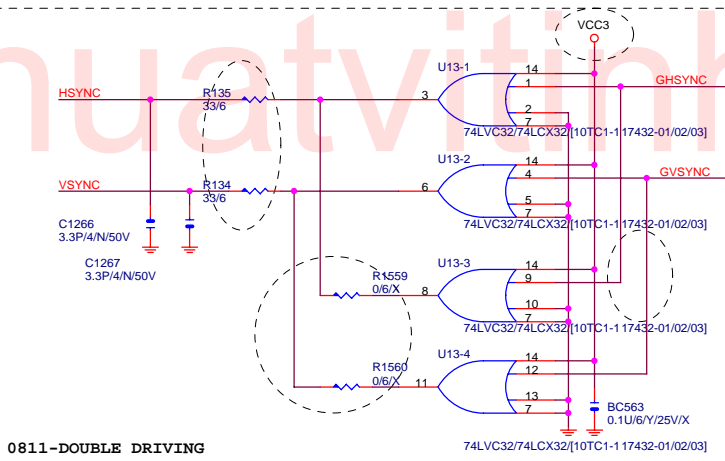 huatvitinh
VCC3
U13-1
14
HSYNC
R135
33/6
3
1
GHSYNC
2
7
74LVC32/74LCX32/[10TC1-117432-01/02/03]
U13-2
14
VSYNC
R134
33/6
6
4
GVSYNC
5
7
74LVC32/74LCX32/[10TC1-117432-01/02/03]
C1266
3.3P/4/N/50V
C1267
3.3P/4/N/50V
U13-3
14
R1559
0/6/X
8
9
10
7
74LVC32/74LCX32/[10TC1-117432-01/02/03]
U13-4
14
R1560
0/6/X
11
12
13
7
BC563
0.1U/6/Y/25V/X
0811-DOUBLE DRIVING
74LVC32/74LCX32/[10TC1-117432-01/02/03]